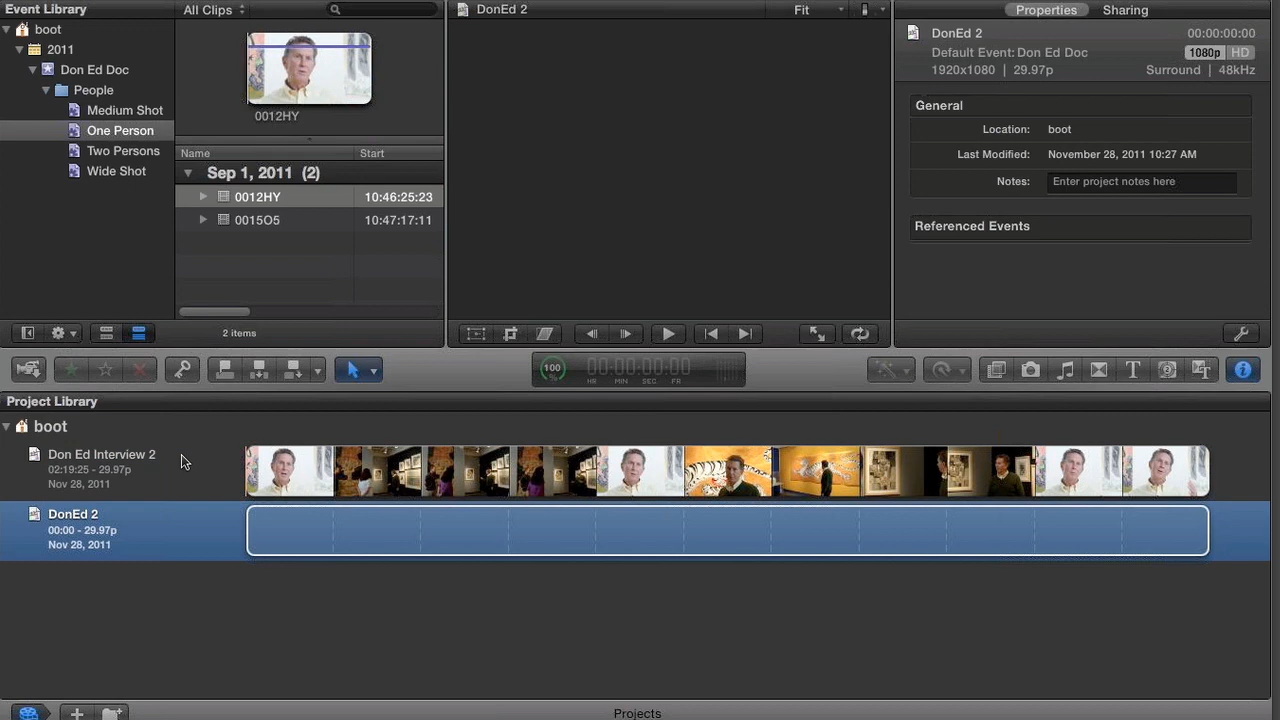 Event Library
boot
2011
Don Ed Doc
People
Medium Shot
One Person
Two Persons
Wide Shot
All Clips
0012HY
Name Start
Sep 1, 2011 (2)
0012HY 10:46:25:23
0015O5 10:47:17:11
2 items
DonEd 2 Fit
Properties Sharing
DonEd 2 00:00:00:00
Default Event: Don Ed Doc 1080p HD
1920x1080 | 29.97p Surround | 48kHz
General
Location: boot
Last Modified: November 28, 2011 10:27 AM
Notes: Enter project notes here
Referenced Events
100 00:00:00:00
% HR MIN SEC FR
T T
Project Library
boot
Don Ed Interview 2
02:19:25 - 29.97p
Nov 28, 2011
DonEd 2
00:00 - 29.97p
Nov 28, 2011
Projects